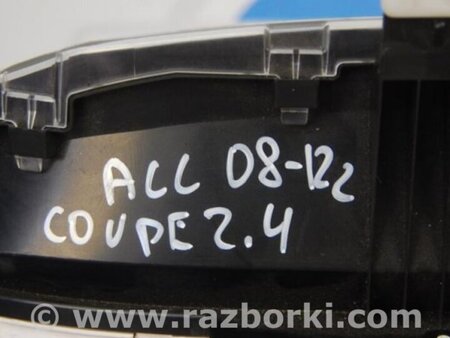 ACC 08-12г
COUPE 2.4
www.razborki.com